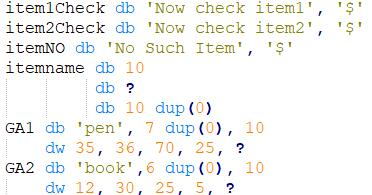 item1Check db 'Now check item1', '$'
item2Check db 'Now check item2', '$'
itemNO db 'No Such Item', '$'
itemname db 10
db ?
db 10 dup(0)
GA1 db 'pen', 7 dup(0), 10
dw 35, 36, 70, 25, ?
GA2 db 'book',6 dup(0), 10
dw 12, 30, 25, 5, ?